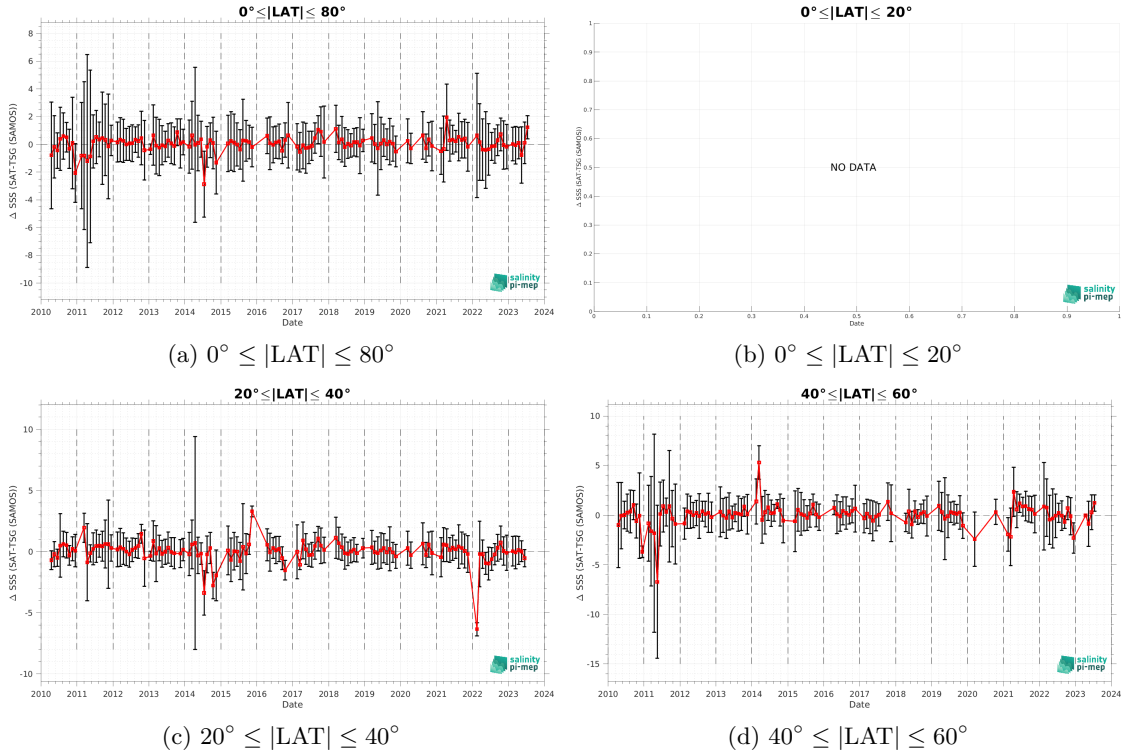 0°≤|LAT|≤ 80°
Δ SSS (SAT-TSG (SAMOS))
8
6
4
2
0
-2
-4
-6
-8
-10
2010 2011 2012 2013 2014 2015 2016 2017 2018 2019 2020 2021 2022 2023 2024
Date
salinity
pi-mep
(a) 0° ≤ |LAT| ≤ 80°
0°≤|LAT|≤ 20°
Δ SSS (SAT-TSG (SAMOS))
1
0.9
0.8
0.7
0.6
0.5
0.4
0.3
0.2
0.1
0
NO DATA
0 0.1 0.2 0.3 0.4 0.5 0.6 0.7 0.8 0.9 1
Date
salinity
pi-mep
(b) 0° ≤ |LAT| ≤ 20°
20°≤|LAT|≤ 40°
Δ SSS (SAT-TSG (SAMOS))
10
5
0
-5
-10
2010 2011 2012 2013 2014 2015 2016 2017 2018 2019 2020 2021 2022 2023 2024
Date
salinity
pi-mep
(c) 20° ≤ |LAT| ≤ 40°
40°≤|LAT|≤ 60°
Δ SSS (SAT-TSG (SAMOS))
10
5
0
-5
-10
-15
2010 2011 2012 2013 2014 2015 2016 2017 2018 2019 2020 2021 2022 2023 2024
Date
salinity
pi-mep
(d) 40° ≤ |LAT| ≤ 60°